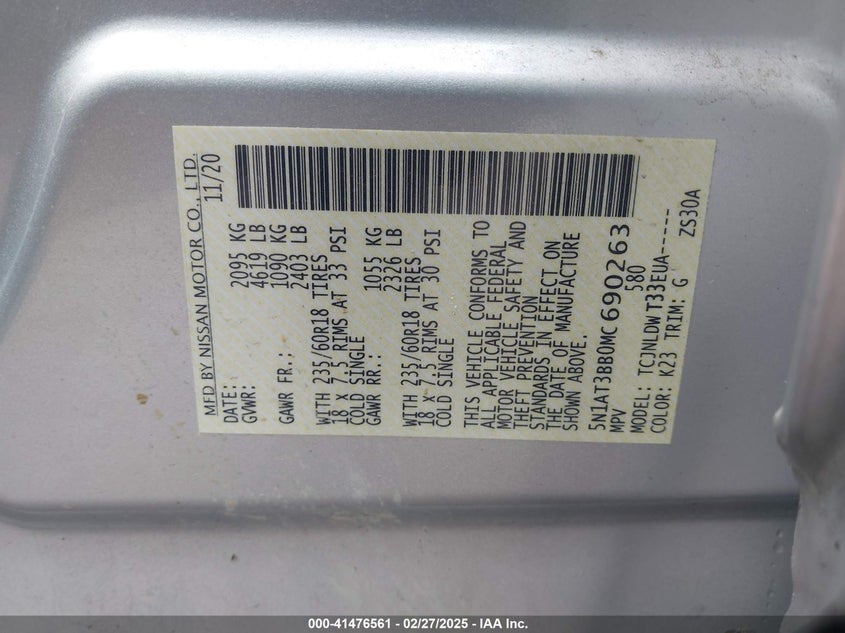 MFD BY NISSAN MOTOR CO., LTD.
DATE: 11/20
GVWR: 2095 KG
4619 LB
GAWR FR.: 1090 KG
2403 LB
WITH 235/60R18 TIRES
18 x 7.5 RIMS AT 33 PSI
COLD SINGLE
GAWR RR.: 1055 KG
2326 LB
WITH 235/60R18 TIRES
18 x 7.5 RIMS AT 30 PSI
COLD SINGLE
THIS VEHICLE CONFORMS TO
ALL APPLICABLE FEDERAL
MOTOR VEHICLE SAFETY AND
THEFT PREVENTION
STANDARDS IN EFFECT ON
THE DATE OF MANUFACTURE
SHOWN ABOVE.
5N1AT3BB0MC690263
MPV 580
MODEL: TCJNLDWT33EUA-----
COLOR: K23 TRIM: G ZS30A
000-41476561 - 02/27/2025 - IAA Inc.